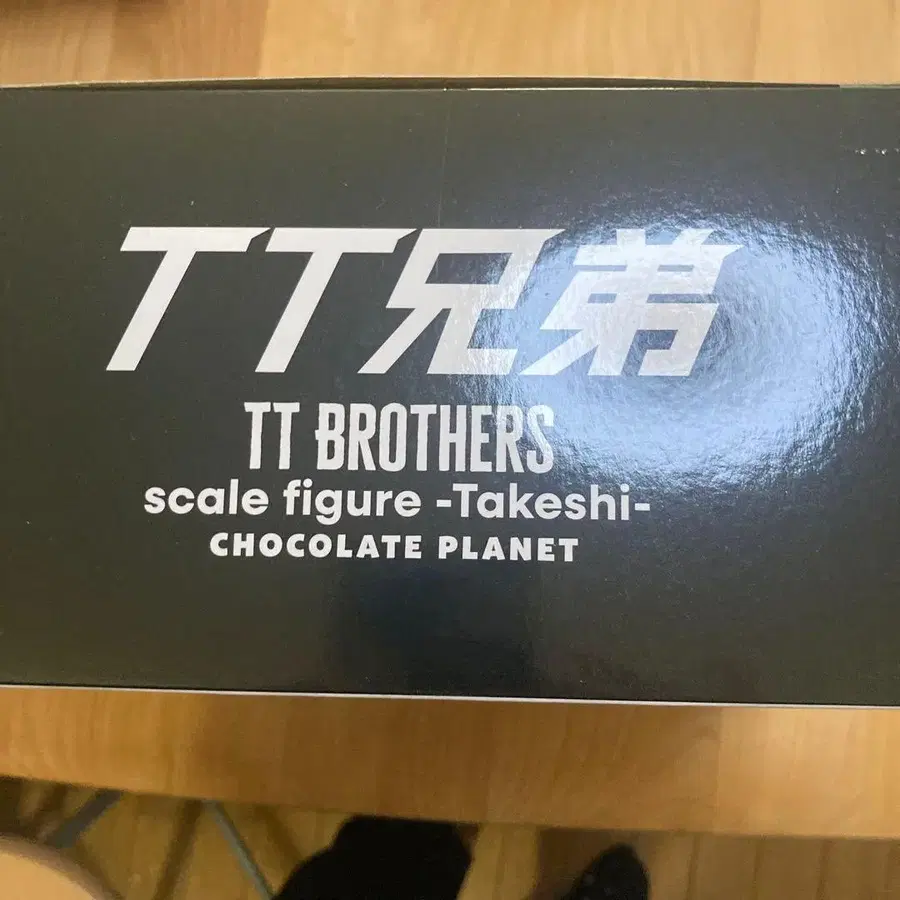 TT兄弟
TT BROTHERS
scale figure -Takeshi-
CHOCOLATE PLANET